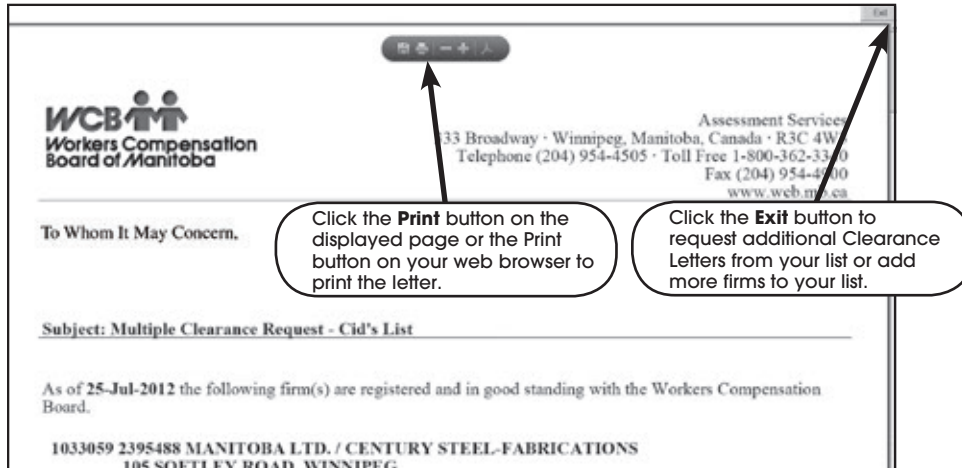 Exit
WCB
Workers Compensation
Board of Manitoba
Assessment Services
333 Broadway · Winnipeg, Manitoba, Canada · R3C 4W3
Telephone (204) 954-4505 · Toll Free 1-800-362-3340
Fax (204) 954-4900
www.wcb.mb.ca
To Whom It May Concern,
Click the Print button on the
displayed page or the Print
button on your web browser to
print the letter.
Click the Exit button to
request additional Clearance
Letters from your list or add
more firms to your list.
Subject: Multiple Clearance Request - Cid's List
As of 25-Jul-2012 the following firm(s) are registered and in good standing with the Workers Compensation
Board.
1033059 2395488 MANITOBA LTD. / CENTURY STEEL-FABRICATIONS
105 SOFTLEY ROAD, WINNIPEG